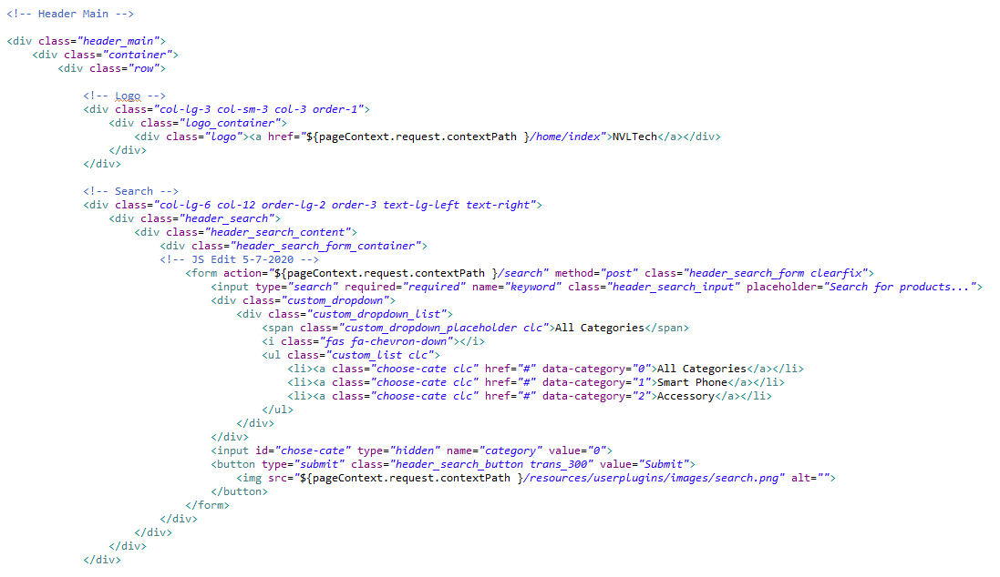 <!-- Header Main -->
<div class="header_main">
<div class="container">
<div class="row">
<!-- Logo -->
<div class="col-lg-3 col-sm-3 col-3 order-1">
<div class="logo_container">
<div class="logo"><a href="${pageContext.request.contextPath }/home/index">NVLTech</a></div>
</div>
</div>
<!-- Search -->
<div class="col-lg-6 col-12 order-lg-2 order-3 text-lg-left text-right">
<div class="header_search">
<div class="header_search_content">
<div class="header_search_form_container">
<!-- JS Edit 5-7-2020 -->
<form action="${pageContext.request.contextPath }/search" method="post" class="header_search_form clearfix">
<input type="search" required="required" name="keyword" class="header_search_input" placeholder="Search for products...">
<div class="custom_dropdown">
<div class="custom_dropdown_list">
<span class="custom_dropdown_placeholder clc">All Categories</span>
<i class="fas fa-chevron-down"></i>
<ul class="custom_list clc">
<li><a class="choose-cate clc" href="#" data-category="0">All Categories</a></li>
<li><a class="choose-cate clc" href="#" data-category="1">Smart Phone</a></li>
<li><a class="choose-cate clc" href="#" data-category="2">Accessory</a></li>
</ul>
</div>
</div>
<input id="chose-cate" type="hidden" name="category" value="0">
<button type="submit" class="header_search_button trans_300" value="Submit">
<img src="${pageContext.request.contextPath }/resources/userplugins/images/search.png" alt="">
</button>
</form>
</div>
</div>
</div>
</div>